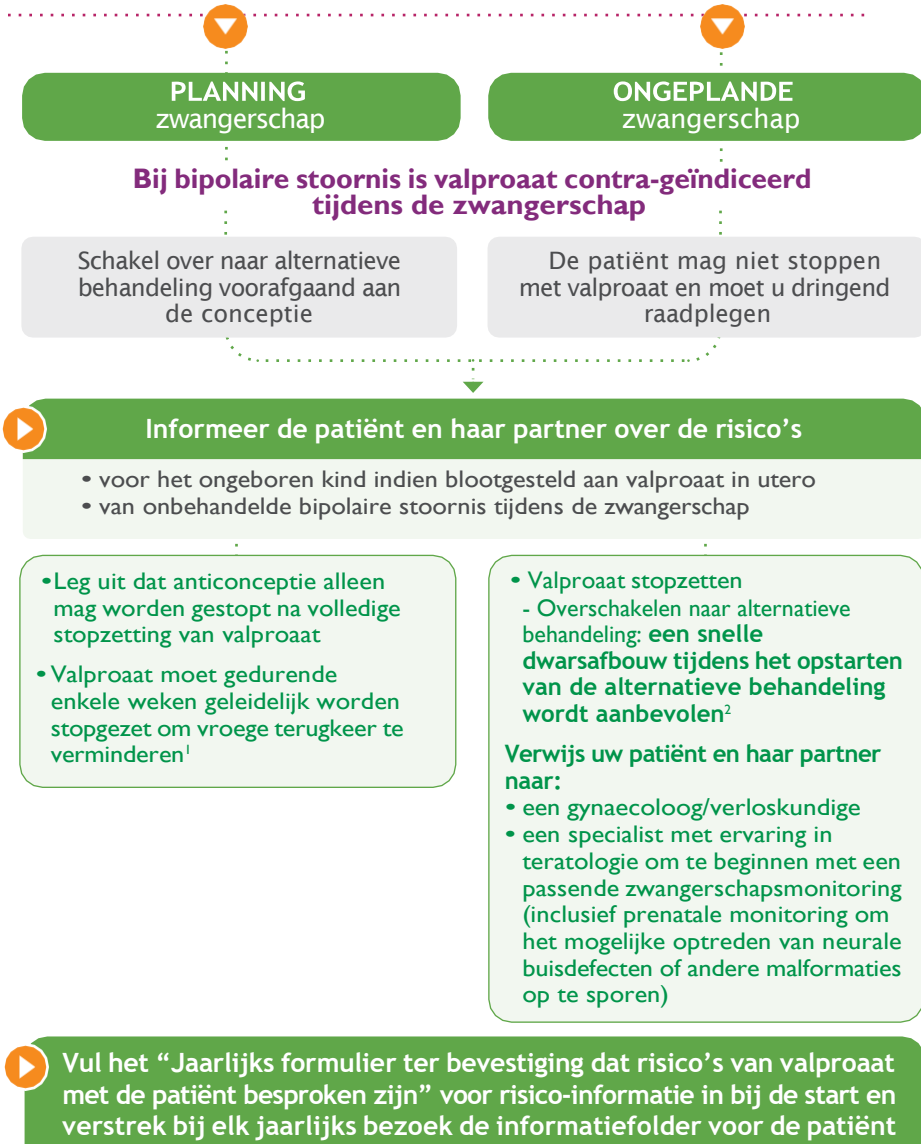 PLANNING
zwangerschap
ONGEPLANDE
zwangerschap
Bij bipolaire stoornis is valproaat contra-geïndiceerd
tijdens de zwangerschap
Schakel over naar alternatieve
behandeling voorafgaand aan
de conceptie
De patiënt mag niet stoppen
met valproaat en moet u dringend
raadplegen
Informeer de patiënt en haar partner over de risico’s
• voor het ongeboren kind indien blootgesteld aan valproaat in utero
• van onbehandelde bipolaire stoornis tijdens de zwangerschap
• Leg uit dat anticonceptie alleen
mag worden gestopt na volledige
stopzetting van valproaat
• Valproaat moet gedurende
enkele weken geleidelijk worden
stopgezet om vroege terugkeer te
verminderen¹
• Valproaat stopzetten
- Overschakelen naar alternatieve
behandeling: een snelle
dwarsafbouw tijdens het opstarten
van de alternatieve behandeling
wordt aanbevolen²
Verwijs uw patiënt en haar partner
naar:
• een gynaecoloog/verloskundige
• een specialist met ervaring in
teratologie om te beginnen met een
passende zwangerschapsmonitoring
(inclusief prenatale monitoring om
het mogelijke optreden van neurale
buisdefecten of andere malformaties
op te sporen)
Vul het “Jaarlijks formulier ter bevestiging dat risico’s van valproaat
met de patiënt besproken zijn” voor risico-informatie in bij de start en
verstrek bij elk jaarlijks bezoek de informatiefolder voor de patiënt